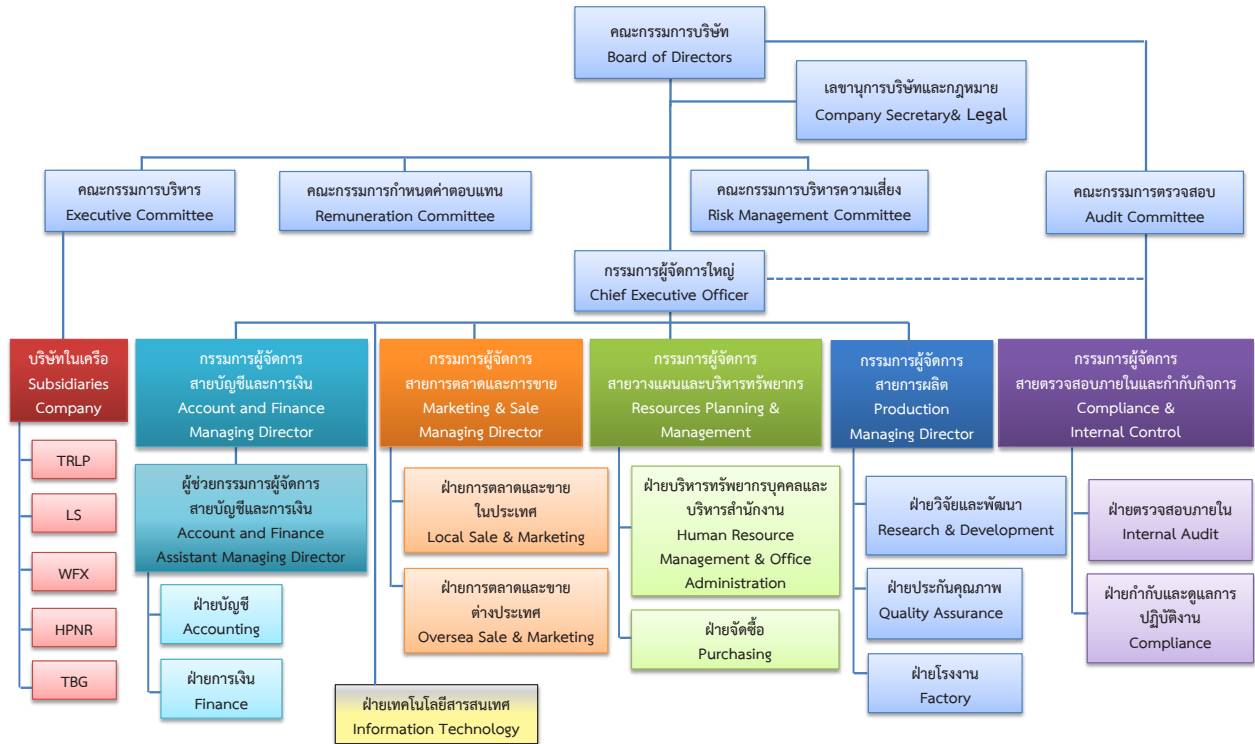 คณะกรรมการบริษัท
Board of Directors
เลขานุการบริษัทและกฎหมาย
Company Secretary& Legal
คณะกรรมการบริหาร
Executive Committee
คณะกรรมการกำหนดค่าตอบแทน
Remuneration Committee
คณะกรรมการบริหารความเสี่ยง
Risk Management Committee
คณะกรรมการตรวจสอบ
Audit Committee
กรรมการผู้จัดการใหญ่
Chief Executive Officer
บริษัทในเครือ
Subsidiaries
Company
TRLP
LS
WFX
HPNR
TBG
กรรมการผู้จัดการ
สายบัญชีและการเงิน
Account and Finance
Managing Director
ผู้ช่วยกรรมการผู้จัดการ
สายบัญชีและการเงิน
Account and Finance
Assistant Managing Director
ฝ่ายบัญชี
Accounting
ฝ่ายการเงิน
Finance
ฝ่ายเทคโนโลยีสารสนเทศ
Information Technology
กรรมการผู้จัดการ
สายการตลาดและการขาย
Marketing & Sale
Managing Director
ฝ่ายการตลาดและขาย
ในประเทศ
Local Sale & Marketing
ฝ่ายการตลาดและขาย
ต่างประเทศ
Oversea Sale & Marketing
กรรมการผู้จัดการ
สายวางแผนและบริหารทรัพยากร
Resources Planning &
Management
ฝ่ายบริหารทรัพยากรบุคคลและ
บริหารสำนักงาน
Human Resource
Management & Office
Administration
ฝ่ายจัดซื้อ
Purchasing
กรรมการผู้จัดการ
สายการผลิต
Production
Managing Director
ฝ่ายวิจัยและพัฒนา
Research & Development
ฝ่ายประกันคุณภาพ
Quality Assurance
ฝ่ายโรงงาน
Factory
กรรมการผู้จัดการ
สายตรวจสอบภายในและกำกับกิจการ
Compliance &
Internal Control
ฝ่ายตรวจสอบภายใน
Internal Audit
ฝ่ายกำกับและดูแลการ
ปฏิบัติงาน
Compliance